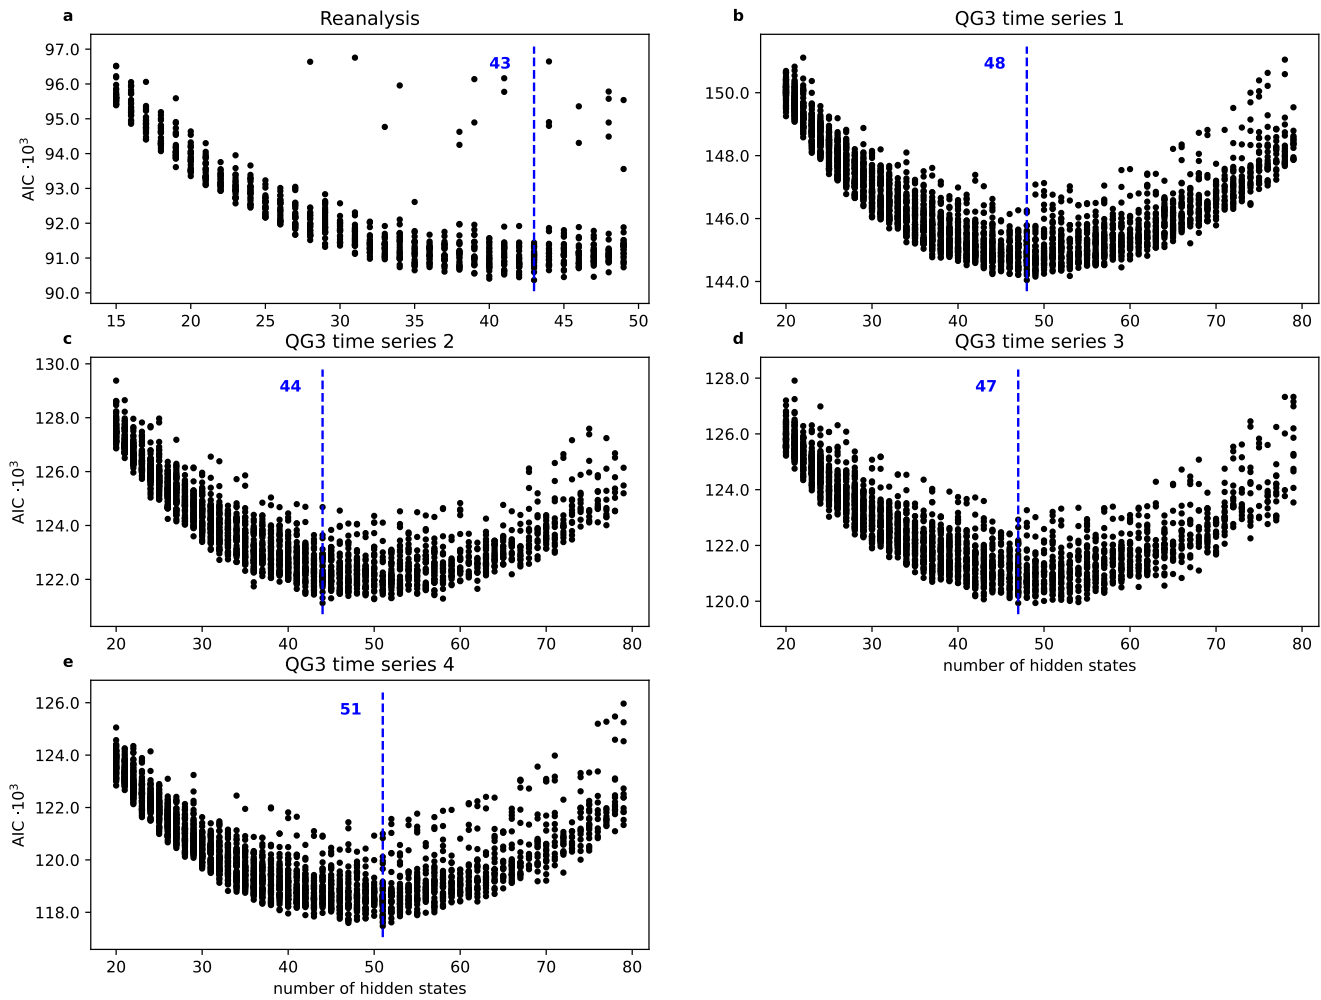 a
Reanalysis
AIC ·10³
97.0
96.0
95.0
94.0
93.0
92.0
91.0
90.0
43
15 20 25 30 35 40 45 50
b
QG3 time series 1
150.0
148.0
146.0
144.0
48
20 30 40 50 60 70 80
c
QG3 time series 2
AIC ·10³
130.0
128.0
126.0
124.0
122.0
44
20 30 40 50 60 70 80
d
QG3 time series 3
128.0
126.0
124.0
122.0
120.0
47
20 30 40 50 60 70 80
number of hidden states
e
QG3 time series 4
AIC ·10³
126.0
124.0
122.0
120.0
118.0
51
20 30 40 50 60 70 80
number of hidden states